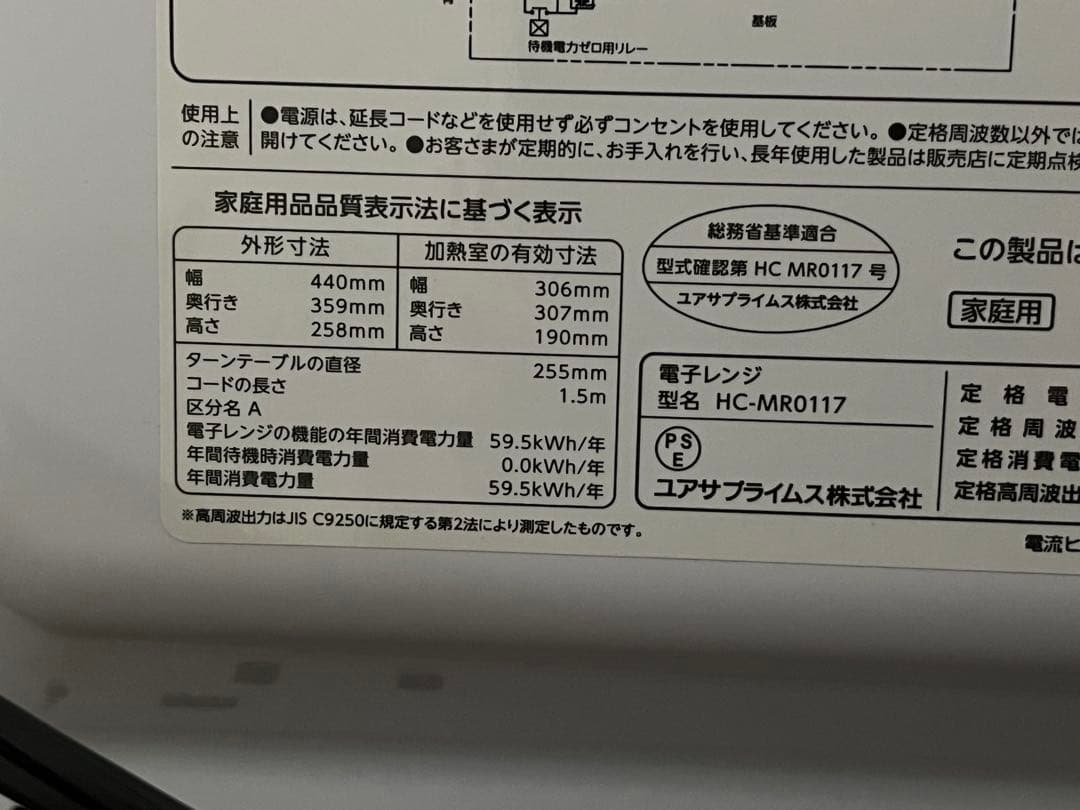 基板
待機電力ゼロ用リレー
使用上の注意
●電源は、延長コードなどを使用せず必ずコンセントを使用してください。●定格周波数以外では
開けてください。●お客さまが定期的に、お手入れを行い、長年使用した製品は販売店に定期点検
家庭用品品質表示法に基づく表示
外形寸法
幅 440mm
奥行き 359mm
高さ 258mm
加熱室の有効寸法
幅 306mm
奥行き 307mm
高さ 190mm
ターンテーブルの直径 255mm
コードの長さ 1.5m
区分名 A
電子レンジの機能の年間消費電力量 59.5kWh/年
年間待機時消費電力量 0.0kWh/年
年間消費電力量 59.5kWh/年
※高周波出力はJIS C9250に規定する第2法により測定したものです。
総務省基準適合
型式確認第 HC MR0117 号
ユアサプライムス株式会社
この製品は
家庭用
電子レンジ
型名 HC-MR0117
PSE
ユアサプライムス株式会社
定格電
定格周波
定格消費電
定格高周波出
電流ヒ